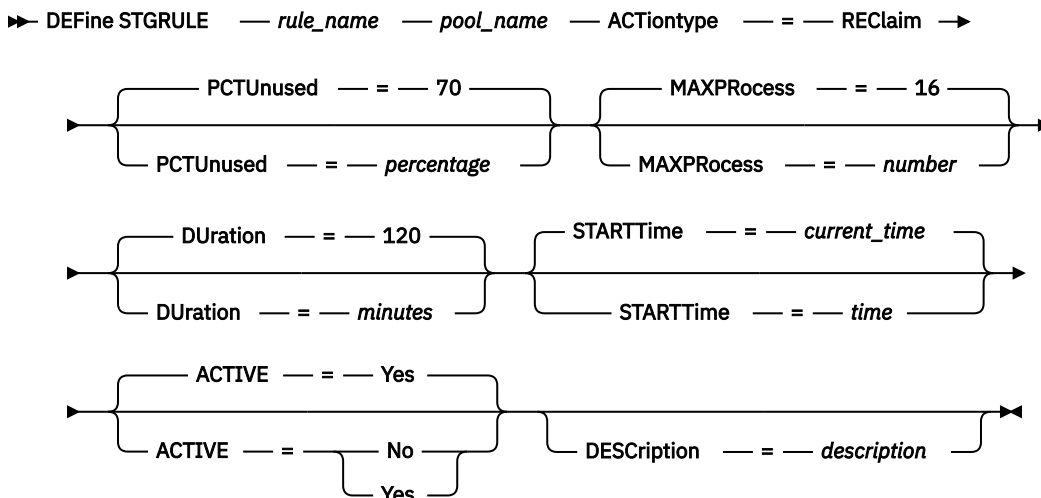 DEFine STGRULE — rule_name — pool_name — ACTiontype — = — REClaim
PCTUnused — = — 70
MAXPRocess — = — 16
PCTUnused — = — percentage
MAXPRocess — = — number
DUration — = — 120
STARTTime — = — current_time
DUration — = — minutes
STARTTime — = — time
ACTIVE — = — Yes
ACTIVE — = — No
DESCription — = — description
Yes